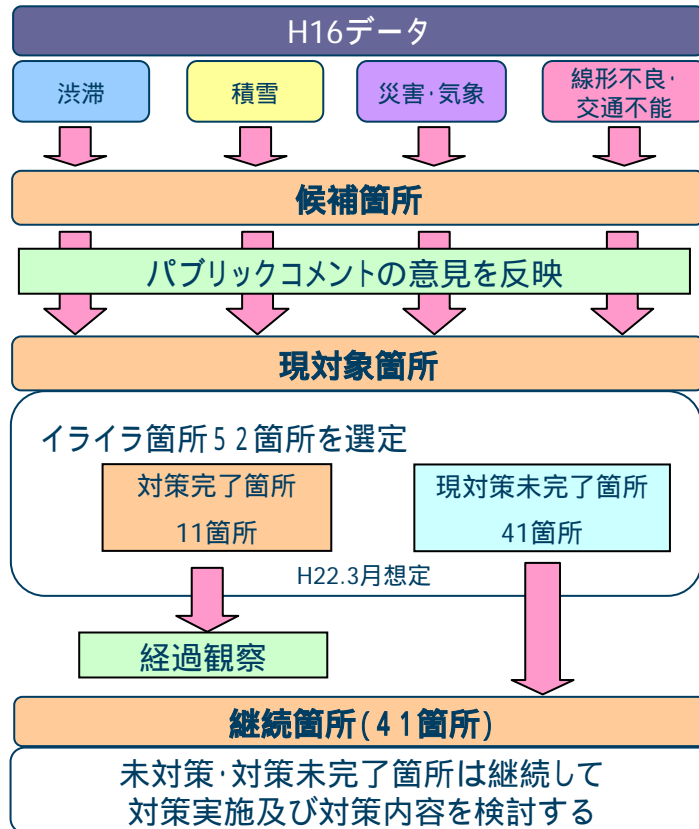 H16データ
渋滞
積雪
災害・気象
線形不良・
交通不能
候補箇所
パブリックコメントの意見を反映
現対象箇所
イライラ箇所52箇所を選定
対策完了箇所
11箇所
現対策未完了箇所
41箇所
H22.3月想定
経過観察
継続箇所(41箇所)
未対策・対策未完了箇所は継続して
対策実施及び対策内容を検討する